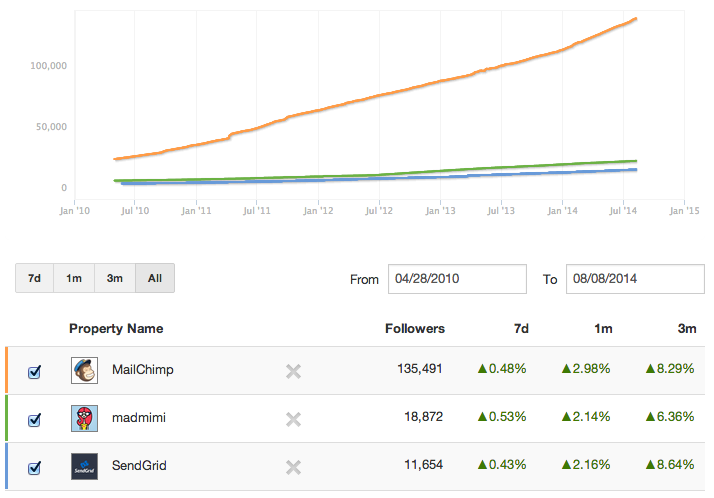 100,000
50,000
0
Jan '10 Jul '10 Jan '11 Jul '11 Jan '12 Jul '12 Jan '13 Jul '13 Jan '14 Jul '14 Jan '15
7d 1m 3m All From 04/28/2010 To 08/08/2014
Property Name Followers 7d 1m 3m
MailChimp 135,491 ▲0.48% ▲2.98% ▲8.29%
madmimi 18,872 ▲0.53% ▲2.14% ▲6.36%
SendGrid SendGrid 11,654 ▲0.43% ▲2.16% ▲8.64%